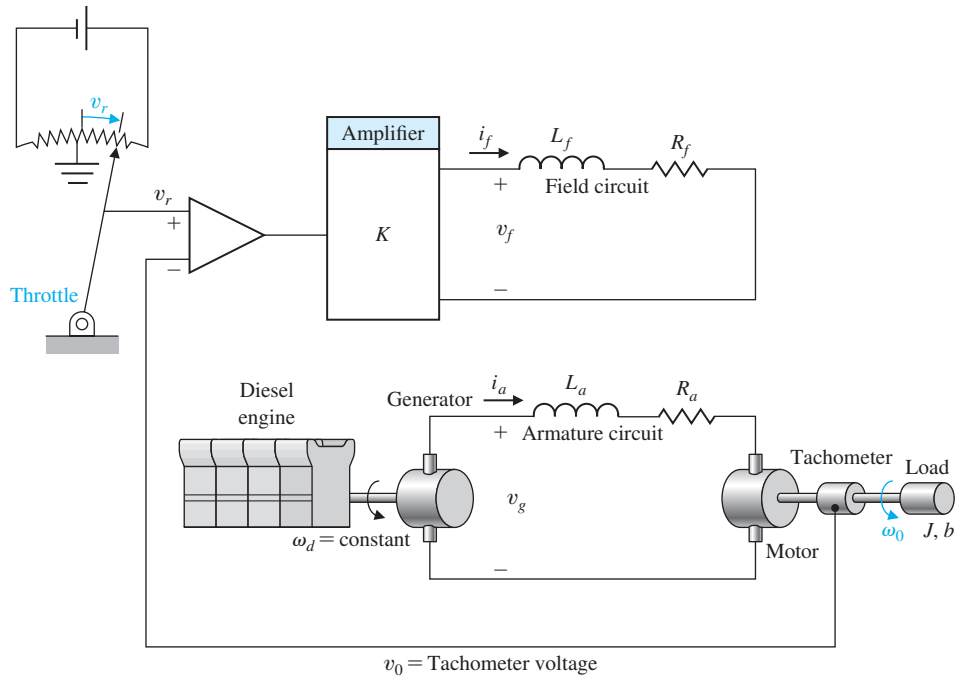 v_r
Amplifier
i_f
L_f
R_f
+
Field circuit
v_r
+
K
v_f
−
Throttle
−
Diesel
engine
Generator
i_a
L_a
R_a
+
Armature circuit
Tachometer
Load
v_g
ω_d = constant
ω_0
J, b
Motor
−
v_0 = Tachometer voltage